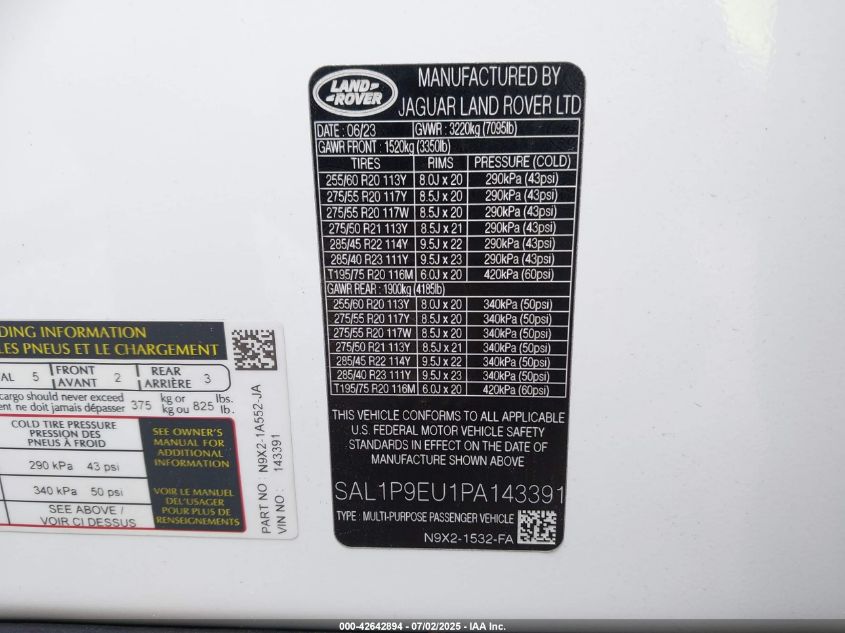 LAND
ROVER
MANUFACTURED BY
JAGUAR LAND ROVER LTD
DATE : 06/23 GVWR : 3220kg (7095lb)
GAWR FRONT : 1520kg (3350lb)
TIRES RIMS PRESSURE (COLD)
255/60 R20 113Y 8.0J x 20 290kPa (43psi)
275/55 R20 117Y 8.5J x 20 290kPa (43psi)
275/55 R20 117W 8.5J x 20 290kPa (43psi)
275/50 R21 113Y 8.5J x 21 290kPa (43psi)
285/45 R22 114Y 9.5J x 22 290kPa (43psi)
285/40 R23 111Y 9.5J x 23 290kPa (43psi)
T195/75 R20 116M 6.0J x 20 420kPa (60psi)
GAWR REAR : 1900kg (4185lb)
255/60 R20 113Y 8.0J x 20 340kPa (50psi)
275/55 R20 117Y 8.5J x 20 340kPa (50psi)
275/55 R20 117W 8.5J x 20 340kPa (50psi)
275/50 R21 113Y 8.5J x 21 340kPa (50psi)
285/45 R22 114Y 9.5J x 22 340kPa (50psi)
285/40 R23 111Y 9.5J x 23 340kPa (50psi)
T195/75 R20 116M 6.0J x 20 420kPa (60psi)
THIS VEHICLE CONFORMS TO ALL APPLICABLE
U.S. FEDERAL MOTOR VEHICLE SAFETY
STANDARDS IN EFFECT ON THE DATE OF
MANUFACTURE SHOWN ABOVE
SAL1P9EU1PA143391
TYPE : MULTI-PURPOSE PASSENGER VEHICLE
N9X2-1532-FA
DING INFORMATION
LES PNEUS ET LE CHARGEMENT
AL 5 FRONT AVANT 2 REAR ARRIÈRE 3
cargo should never exceed 375 kg or 825 lbs.
ent ne doit jamais dépasser kg ou lb.
COLD TIRE PRESSURE
PRESSION DES
PNEUS À FROID
290 kPa 43 psi
340 kPa 50 psi
SEE ABOVE /
VOIR CI DESSUS
SEE OWNER'S
MANUAL FOR
ADDITIONAL
INFORMATION
VOIR LE MANUEL
DE L'USAGER
POUR PLUS DE
RENSEIGNEMENTS
PART NO N9X2-1A552-JA
VIN NO. 143391
000-42642894 - 07/02/2025 - IAA Inc.